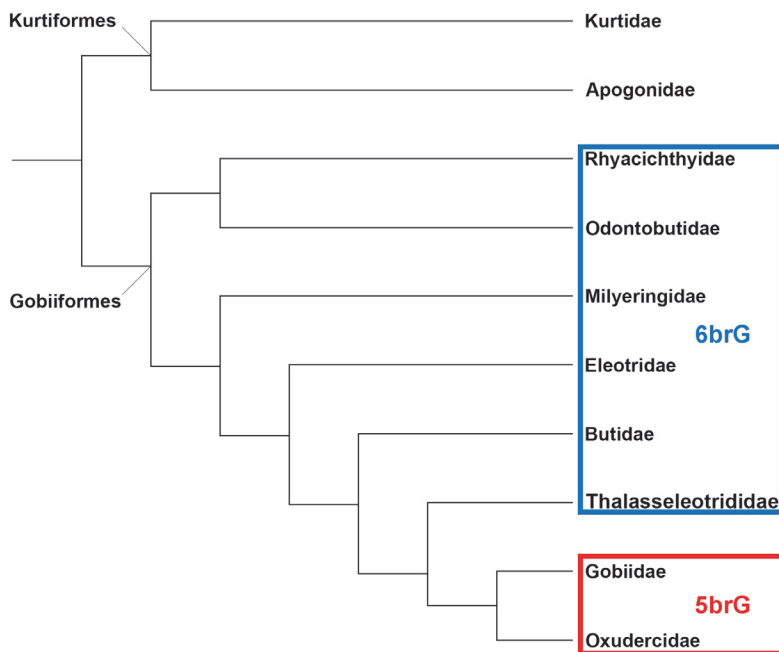 Kurtiformes
Kurtidae
Apogonidae
Rhyacichthyidae
Odontobutidae
Gobiiformes
Milyeringidae
6brG
Eleotridae
Butidae
Thalasseleotrididae
Gobiidae
5brG
Oxudercidae